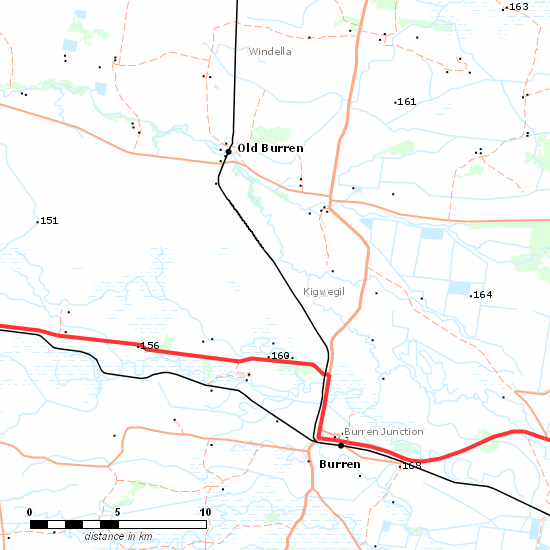 163
Windella
161
Old Burren
151
Kigwegil
164
156
160
Burren Junction
Burren
168
0 5 10
distance in km